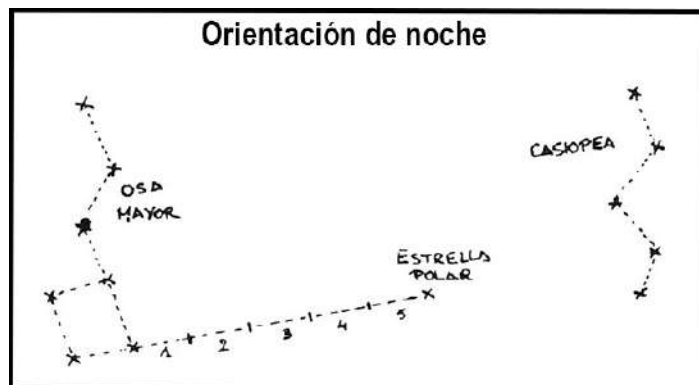 Orientación de noche
OSA
MAYOR
CASIOPEA
ESTRELLA
POLAR
1 2 3 4 5